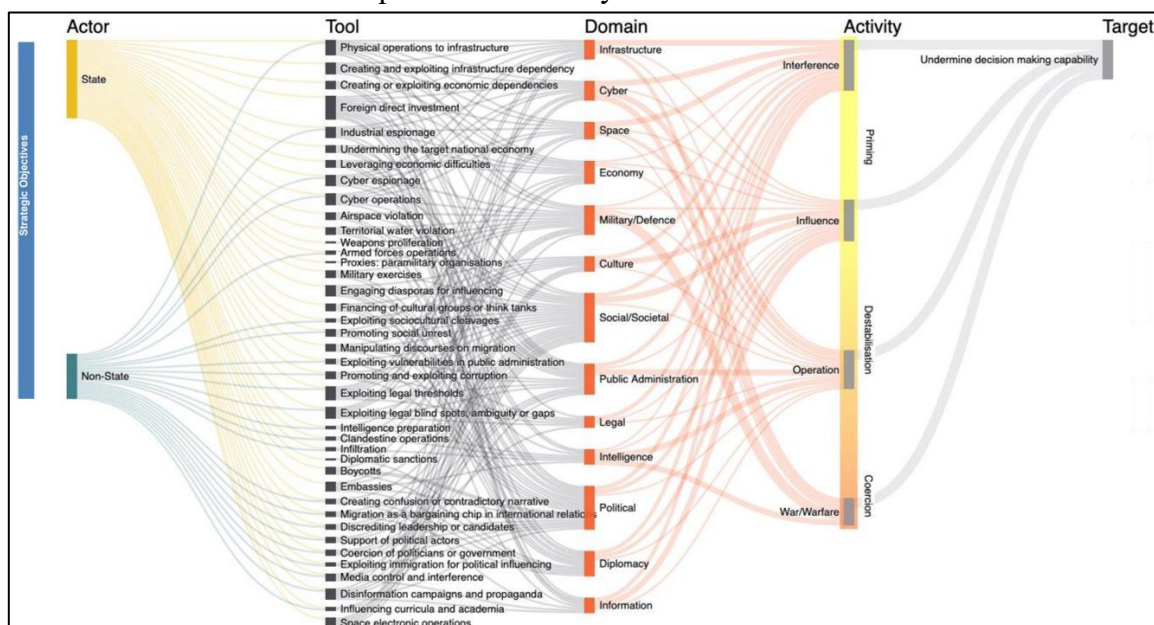 Actor
Tool
Domain
Activity
Target
Strategic Objectives
State
Non-State
Physical operations to infrastructure
Creating and exploiting infrastructure dependency
Creating or exploiting economic dependencies
Foreign direct investment
Industrial espionage
Undermining the target national economy
Leveraging economic difficulties
Cyber espionage
Cyber operations
Airspace violation
Territorial water violation
Weapons proliferation
Armed forces operations
Proxies: paramilitary organisations
Military exercises
Engaging diasporas for influencing
Financing of cultural groups or think tanks
Exploiting sociocultural cleavages
Promoting social unrest
Manipulating discourses on migration
Exploiting vulnerabilities in public administration
Promoting and exploiting corruption
Exploiting legal thresholds
Exploiting legal blind spots, ambiguity or gaps
Intelligence preparation
Clandestine operations
Infiltration
Diplomatic sanctions
Boycotts
Embassies
Creating confusion or contradictory narrative
Migration as a bargaining chip in international relations
Discrediting leadership or candidates
Support of political actors
Coercion of politicians or government
Exploiting immigration for political influencing
Media control and interference
Disinformation campaigns and propaganda
Influencing curricula and academia
Space electronic operations
Infrastructure
Cyber
Space
Economy
Military/Defence
Culture
Social/Societal
Public Administration
Legal
Intelligence
Political
Diplomacy
Information
Interference
Influence
Operation
War/Warfare
Priming
Destabilisation
Coercion
Undermine decision making capability